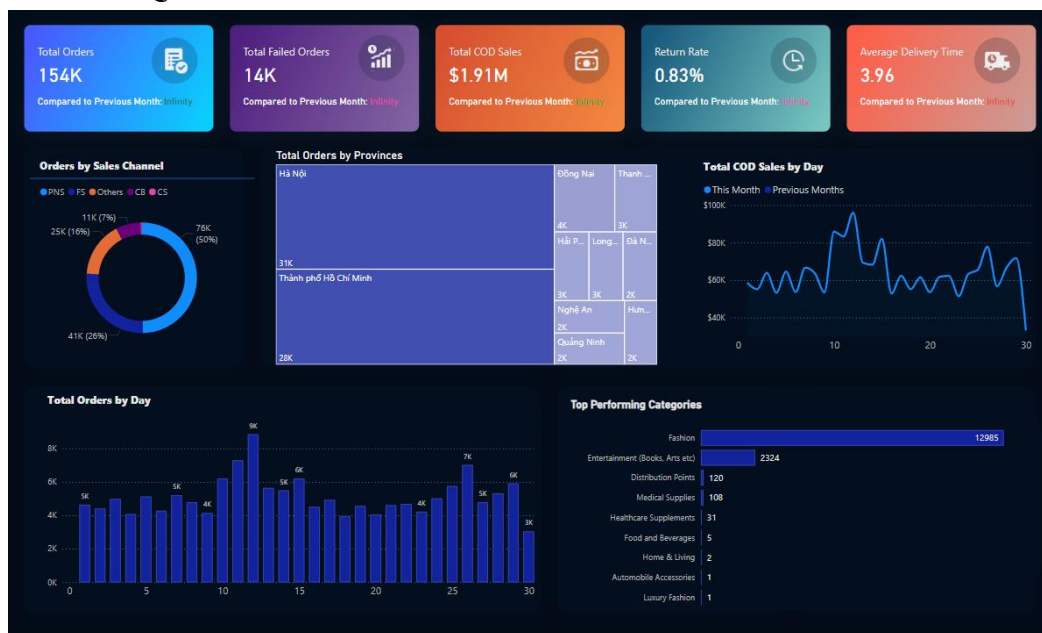 Total Orders
154K
Compared to Previous Month: Infinity
Total Failed Orders
14K
Compared to Previous Month: Infinity
Total COD Sales
$1.91M
Compared to Previous Month: Infinity
Return Rate
0.83%
Compared to Previous Month: Infinity
Average Delivery Time
3.96
Compared to Previous Month: Infinity
Orders by Sales Channel
PNS FS Others CB CS
11K (7%)
25K (16%)
76K
(50%)
41K (26%)
Total Orders by Provinces
Hà Nội
31K
Thành phố Hồ Chí Minh
28K
Đồng Nai
4K
Thanh ...
3K
Hải P...
3K
Long...
3K
Đà N...
2K
Nghệ An
2K
Quảng Ninh
2K
Hưn...
2K
Total COD Sales by Day
This Month Previous Months
$100K
$80K
$60K
$40K
0 10 20 30
Total Orders by Day
8K
6K
4K
2K
0K
5K
5K
4K
9K
5K
6K
4K
7K
5K
6K
3K
0 5 10 15 20 25 30
Top Performing Categories
Fashion 12985
Entertainment (Books, Arts etc) 2324
Distribution Points 120
Medical Supplies 108
Healthcare Supplements 31
Food and Beverages 5
Home & Living 2
Automobile Accessories 1
Luxury Fashion 1